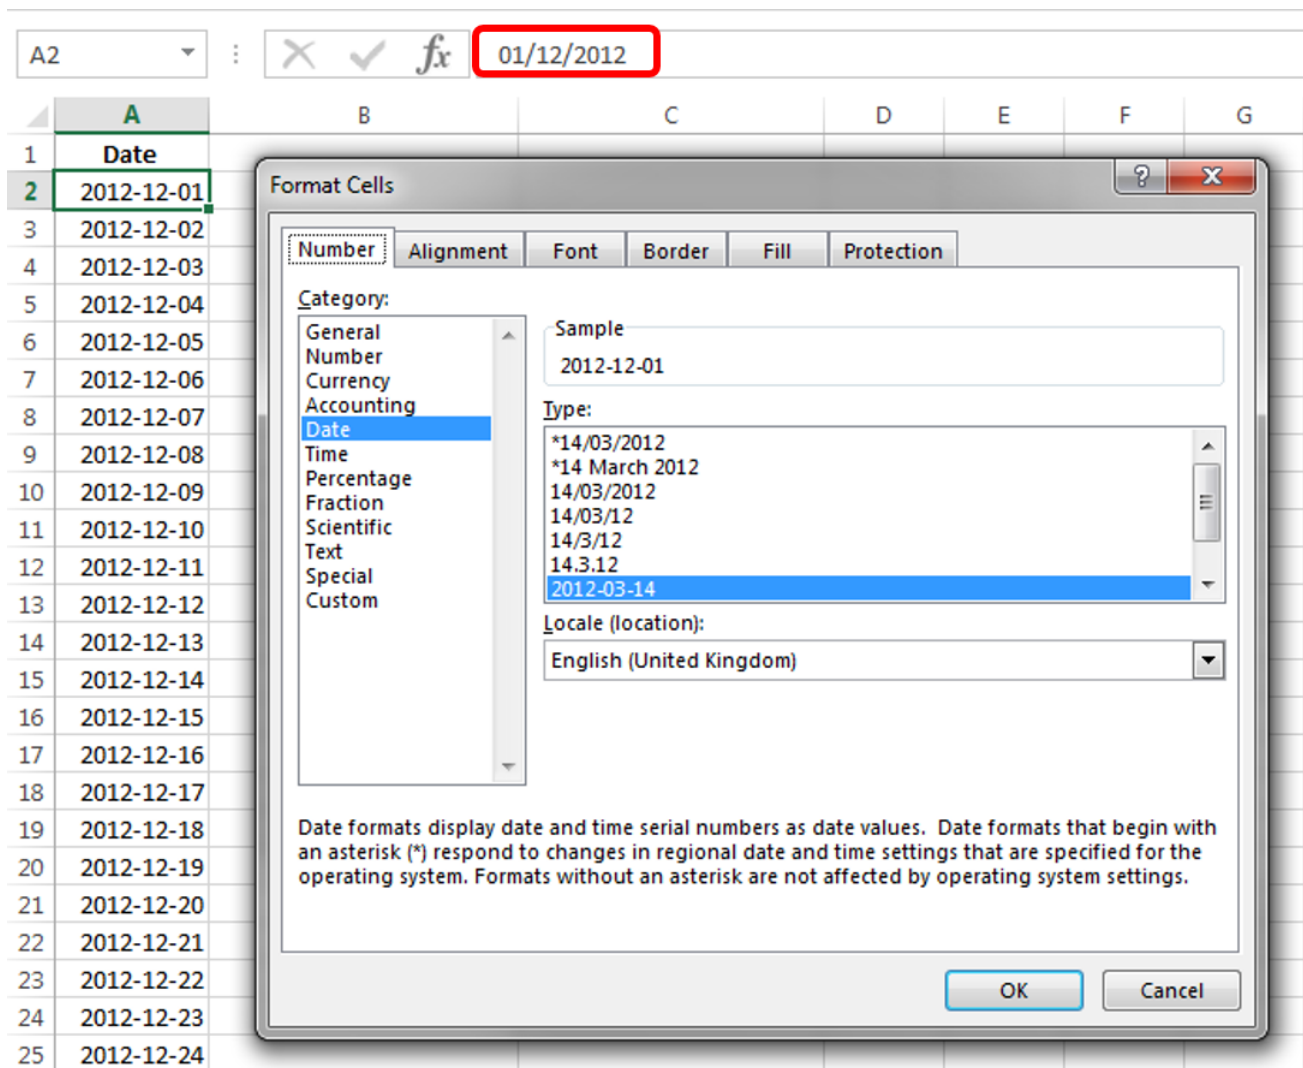 A2 fx 01/12/2012
A B C D E F G
1 Date
2 2012-12-01
3 2012-12-02
4 2012-12-03
5 2012-12-04
6 2012-12-05
7 2012-12-06
8 2012-12-07
9 2012-12-08
10 2012-12-09
11 2012-12-10
12 2012-12-11
13 2012-12-12
14 2012-12-13
15 2012-12-14
16 2012-12-15
17 2012-12-16
18 2012-12-17
19 2012-12-18
20 2012-12-19
21 2012-12-20
22 2012-12-21
23 2012-12-22
24 2012-12-23
25 2012-12-24
Format Cells ? X
Number Alignment Font Border Fill Protection
Category:
General
Number
Currency
Accounting
Date
Time
Percentage
Fraction
Scientific
Text
Special
Custom
Sample
2012-12-01
Type:
*14/03/2012
*14 March 2012
14/03/2012
14/03/12
14/3/12
14.3.12
2012-03-14
Locale (location):
English (United Kingdom)
Date formats display date and time serial numbers as date values. Date formats that begin with
an asterisk (*) respond to changes in regional date and time settings that are specified for the
operating system. Formats without an asterisk are not affected by operating system settings.
OK Cancel